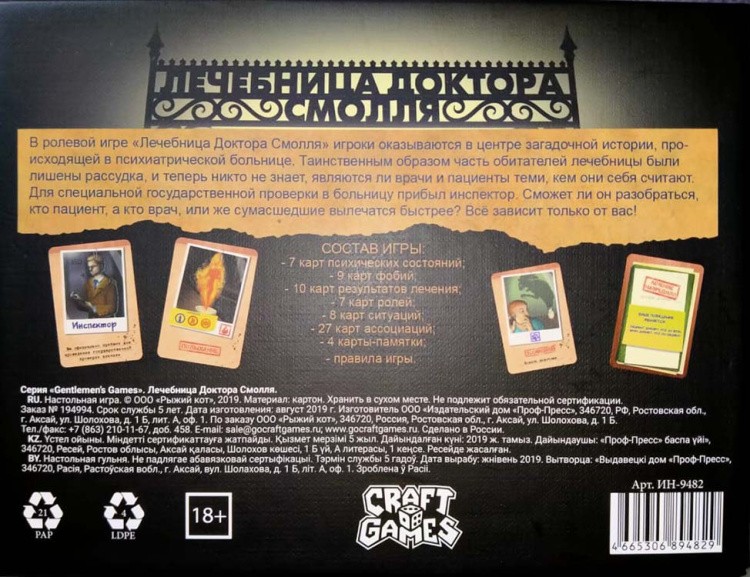 ЛЕЧЕБНИЦА ДОКТОРА
СМОЛЛЯ
В ролевой игре «Лечебница Доктора Смолля» игроки оказываются в центре загадочной истории, про-
исходящей в психиатрической больнице. Таинственным образом часть обитателей лечебницы были
лишены рассудка, и теперь никто не знает, являются ли врачи и пациенты теми, кем они себя считают.
Для специальной государственной проверки в больницу прибыл инспектор. Сможет ли он разобраться,
кто пациент, а кто врач, или же сумасшедшие вылечатся быстрее? Всё зависит только от вас!
СОСТАВ ИГРЫ:
- 7 карт психических состояний;
- 9 карт фобий;
- 10 карт результатов лечения;
- 7 карт ролей;
- 8 карт ситуаций;
- 27 карт ассоциаций;
- 4 карты-памятки,
- правила игры.
Инспектор
Серия «Gentlemen's Games». Лечебница Доктора Смолля.
RU. Настольная игра. © ООО «Рыжий кот», 2019. Материал: картон. Хранить в сухом месте. Не подлежит обязательной сертификации.
Заказ № 194994. Срок службы 5 лет. Дата изготовления: август 2019 г. Изготовитель ООО «Издательский дом «Проф-Пресс», 346720, РФ, Ростовская обл.,
г. Аксай, ул. Шолохова, д. 1 Б, лит. А, оф. 1. По заказу ООО «Рыжий кот», 346720, Россия, Ростовская обл., г. Аксай, ул. Шолохова, д. 1 Б.
Тел./факс: +7 (863) 210-11-67, доб. 458. E-mail: sale@gocraftgames.ru, www.gocraftgames.ru. Сделано в России.
KZ. Үстел ойыны. Міндетті сертификаттауға жатпайды. Қызмет мерзімі 5 жыл. Дайындалған күні: 2019 ж. тамыз. Дайындаушы: «Проф-Пресс» баспа үйі»,
346720, Ресей, Ростов облысы, Аксай қ., Шолохов көшесі, 1 Б үй, А литерасы, 1 кеңсе. Ресейде жасалған.
BY. Настольная гульня. Не падлягае абавязковай сертыфікацыі. Тэрмін службы 5 гадоў. Дата вырабу: жнівень 2019. Вытворца: «Выдавецкі дом «Проф-Пресс»,
346720, Расія, Растоўская вобл., г. Аксай, вул. Шолахава, д. 1 Б, літ. А, оф. 1. Зроблена ў Расіі.
21
PAP
4
LDPE
18+
CRAFT
GAMES
Арт. ИН-9482
4 665306 894829